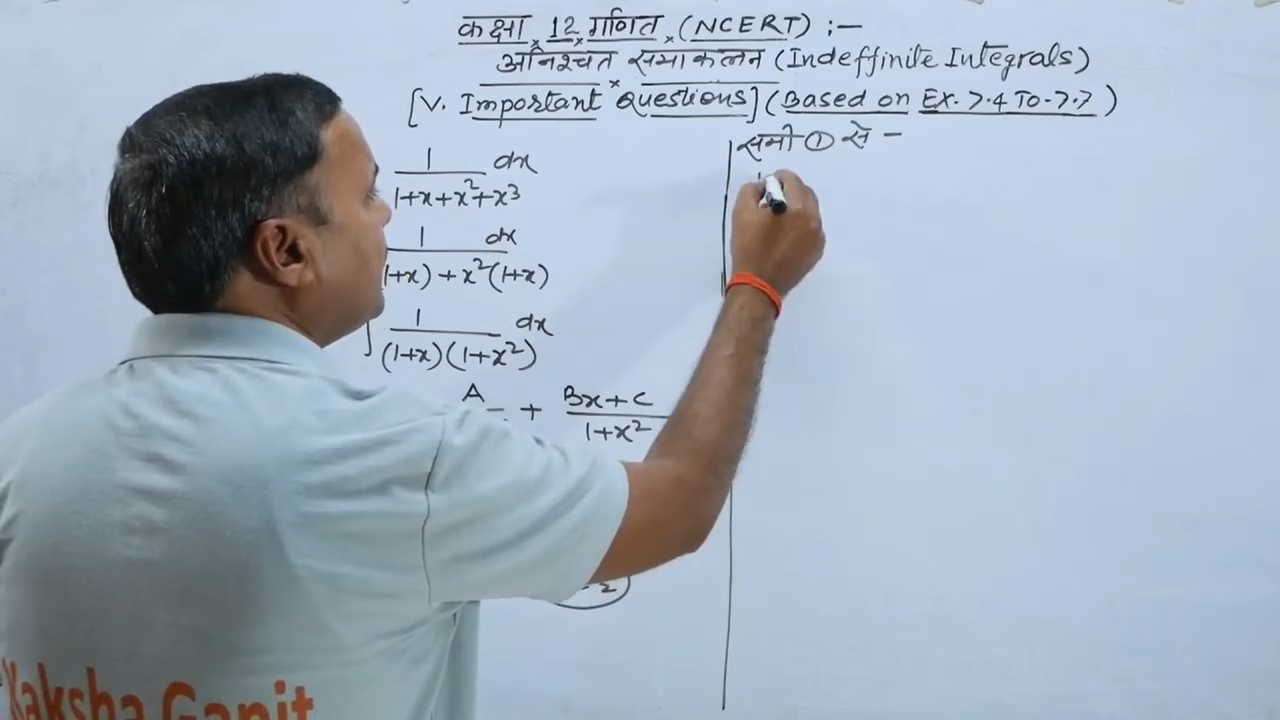 कक्षा 12 गणित (NCERT) :-
अनिश्चत समाकलन (Indeffinite Integrals)
[V. Important Questions] (Based on EX. 7.4 To-7.7)
1 dx
1+x+x²+x³
1 dx
1+x) + x²(1+x)
∫ 1 dx
(1+x)(1+x²)
A + Bx+C
1+x²
2
समी ① से -
Kaksha Ganit